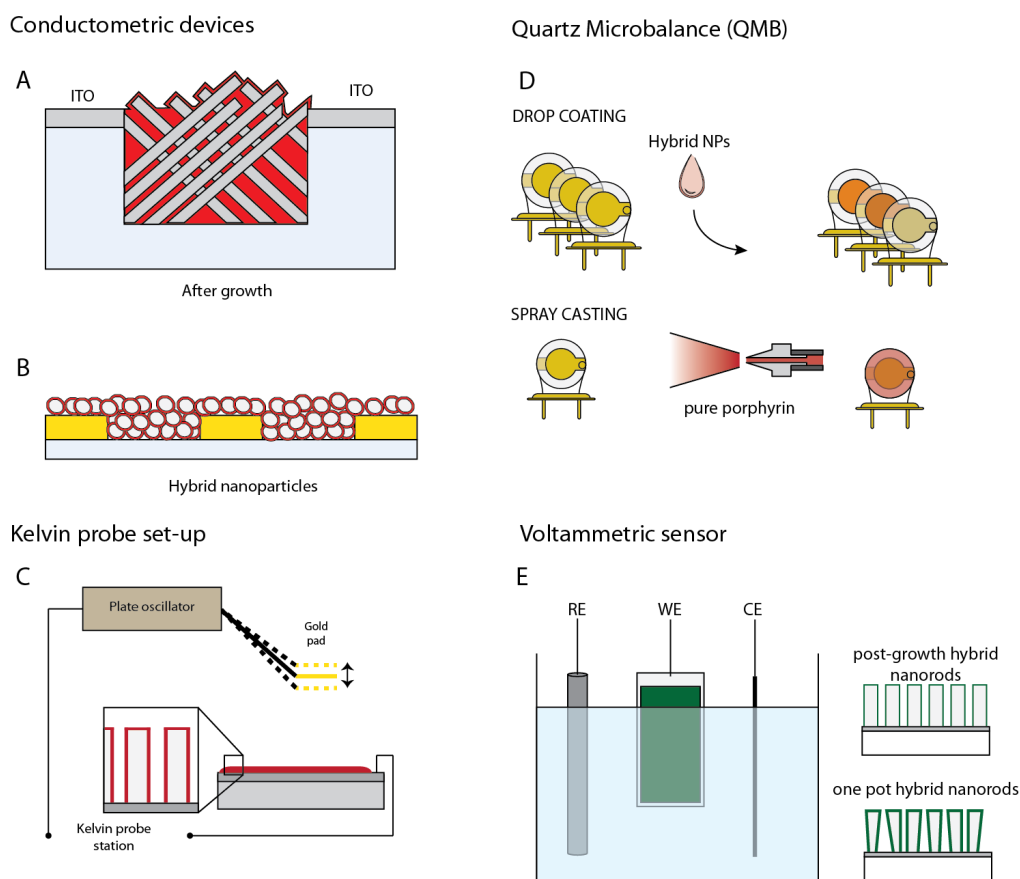 Conductometric devices
A
ITO
ITO
After growth
B
Hybrid nanoparticles
Kelvin probe set-up
C
Plate oscillator
Gold
pad
Kelvin probe
station
Quartz Microbalance (QMB)
D
DROP COATING
Hybrid NPs
SPRAY CASTING
pure porphyrin
Voltammetric sensor
E
RE
WE
CE
post-growth hybrid
nanorods
one pot hybrid nanorods